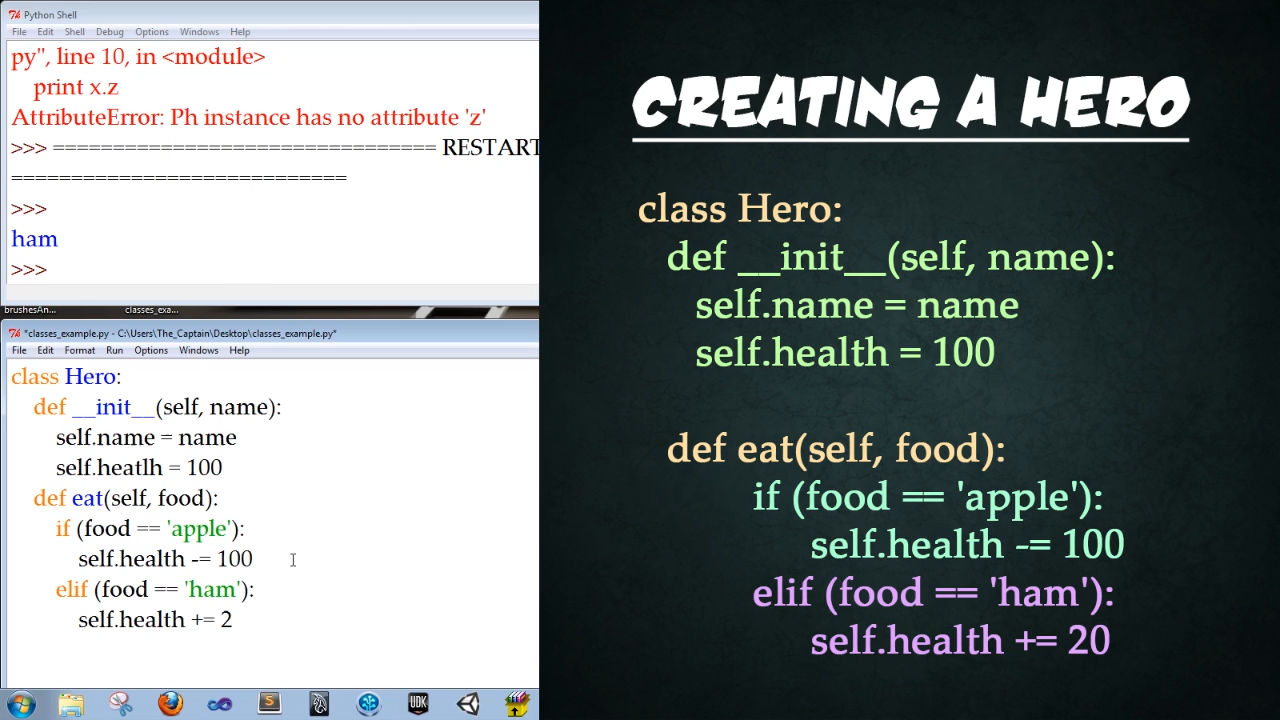 Python Shell
File Edit Shell Debug Options Windows Help
py", line 10, in <module>
print x.z
AttributeError: Ph instance has no attribute 'z'
>>> ================================ RESTART
============================
>>>
ham
>>>
brushesAn... classes_exa...
*classes_example.py - C:\Users\The_Captain\Desktop\classes_example.py*
File Edit Format Run Options Windows Help
class Hero:
def __init__(self, name):
self.name = name
self.heatlh = 100
def eat(self, food):
if (food == 'apple'):
self.health -= 100
elif (food == 'ham'):
self.health += 2
UDK
CREATING A HERO
class Hero:
def __init__(self, name):
self.name = name
self.health = 100
def eat(self, food):
if (food == 'apple'):
self.health -= 100
elif (food == 'ham'):
self.health += 20